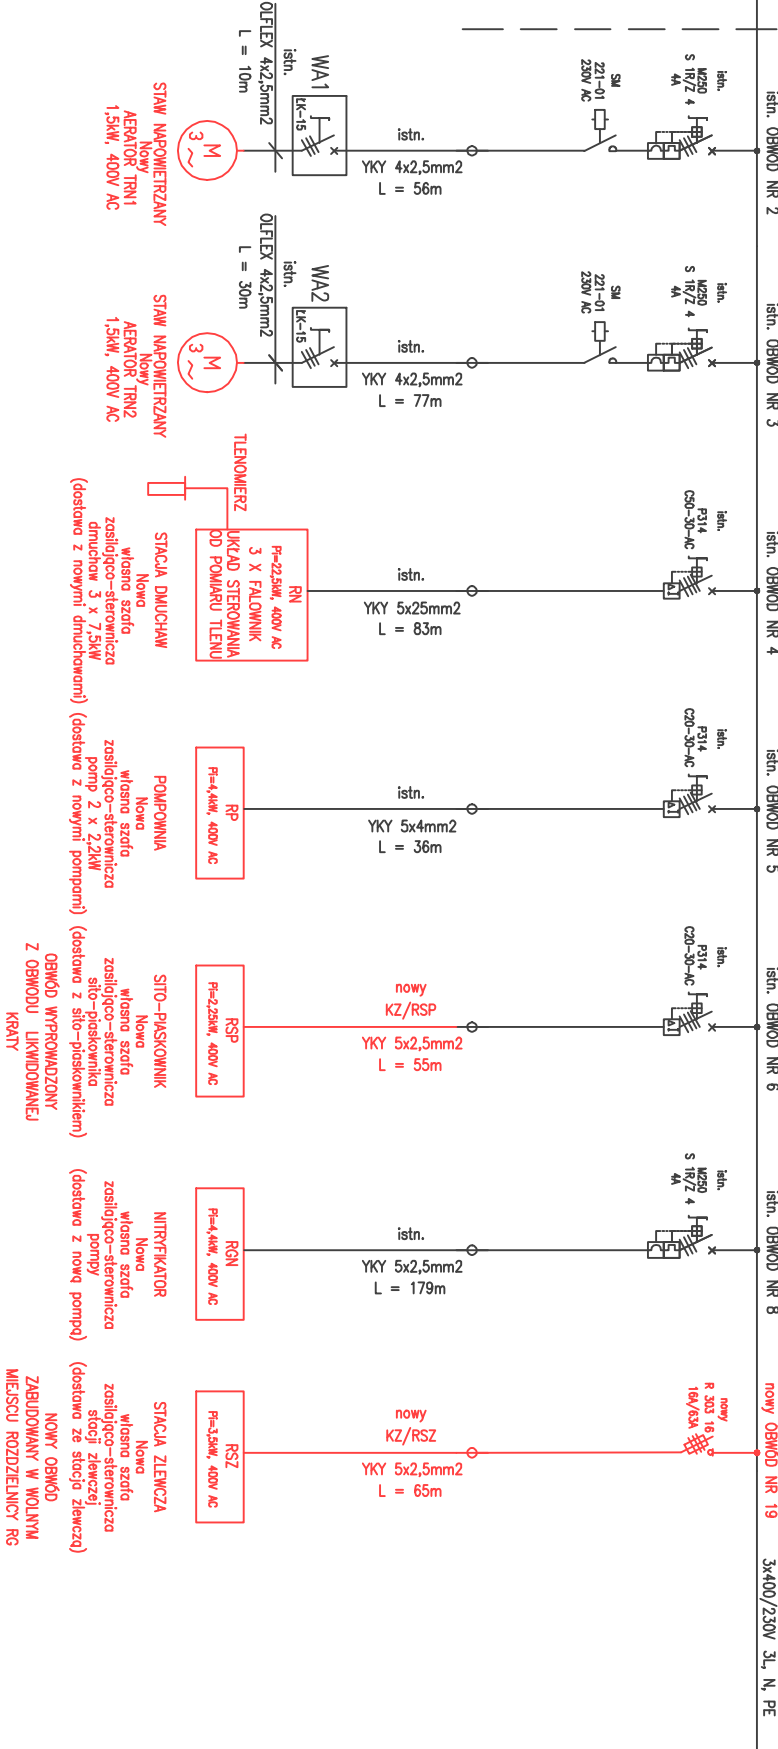 istn. OBWÓD NR 2
istn.
M250
S 1R/Z 4
4A
SM
221-01
230V AC
istn.
YKY 4x2,5mm2
L = 56m
WA1
ŁK-15
istn.
OLFLEX 4x2,5mm2
L = 10m
M
3 ~
STAW NAPOWIETRZANY
Nowy
AERATOR TRN1
1,5kW, 400V AC
istn. OBWÓD NR 3
istn.
M250
S 1R/Z 4
4A
SM
221-01
230V AC
istn.
YKY 4x2,5mm2
L = 77m
WA2
ŁK-15
istn.
OLFLEX 4x2,5mm2
L = 30m
M
3 ~
STAW NAPOWIETRZANY
Nowy
AERATOR TRN2
1,5kW, 400V AC
istn. OBWÓD NR 4
istn.
P314
C50-30-AC
istn.
YKY 5x25mm2
L = 83m
RN
Pi=22,5kW, 400V AC
3 X FALOWNIK
UKŁAD STEROWANIA
OD POMIARU TLENU
TLENOMIERZ
STACJA DMUCHAW
Nowa
własna szafa
zasilająco-sterownicza
dmuchaw 3 x 7,5kW
(dostawa z nowymi dmuchawami)
istn. OBWÓD NR 5
istn.
P314
C20-30-AC
istn.
YKY 5x4mm2
L = 36m
RP
Pi=4,4kW, 400V AC
POMPOWNIA
Nowa
własna szafa
zasilająco-sterownicza
pomp 2 x 2,2kW
(dostawa z nowymi pompami)
istn. OBWÓD NR 6
istn.
P314
C20-30-AC
nowy
KZ/RSP
YKY 5x2,5mm2
L = 55m
RSP
Pi=2,25kW, 400V AC
SITO-PIASKOWNIK
Nowa
własna szafa
zasilająco-sterownicza
sito-piaskownika
(dostawa z sito-piaskownikiem)
OBWÓD WYPROWADZONY
Z OBWODU LIKWIDOWANEJ
KRATY
istn. OBWÓD NR 8
istn.
M250
S 1R/Z 4
4A
istn.
YKY 5x2,5mm2
L = 179m
RGN
Pi=4,4kW, 400V AC
NITRYFIKATOR
Nowa
własna szafa
zasilająco-sterownicza
pompy
(dostawa z nową pompą)
nowy OBWÓD NR 19
nowy
R 303 16
16A/63A
nowy
KZ/RSZ
YKY 5x2,5mm2
L = 65m
RSZ
Pi=3,5kW, 400V AC
STACJA ZLEWCZA
Nowa
własna szafa
zasilająco-sterownicza
stacji zlewczej
(dostawa ze stacją zlewczą)
NOWY OBWÓD
ZABUDOWANY W WOLNYM
MIEJSCU ROZDZIELNICY RG
3x400/230V 3L, N, PE